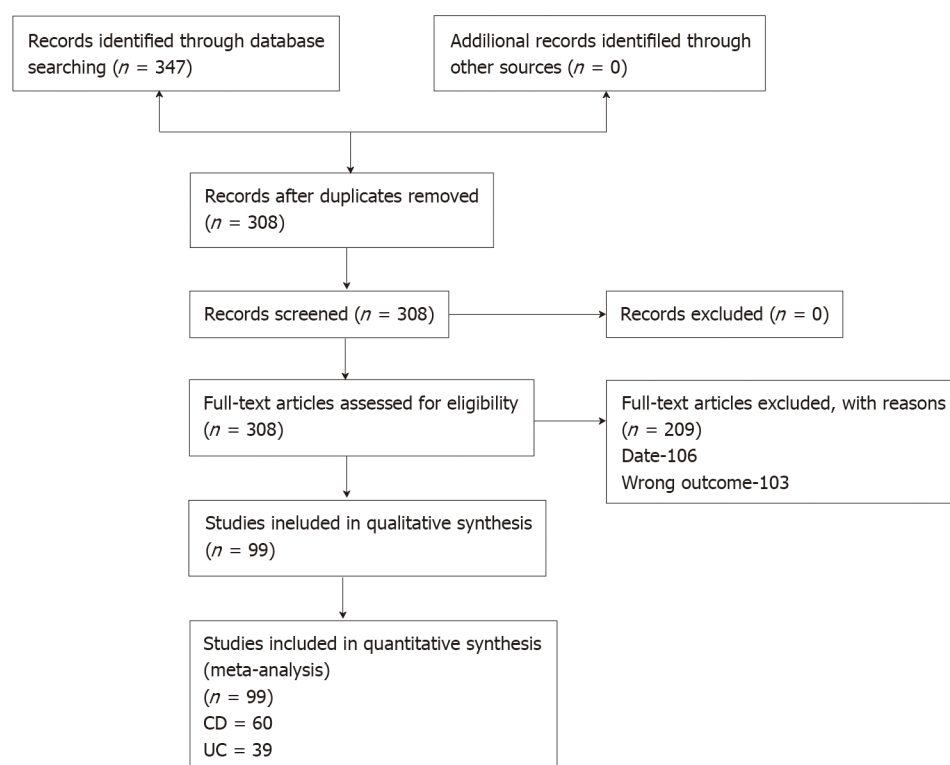 Records identified through database
searching (n = 347)
Addilional records identifiled through
other sources (n = 0)
Records after duplicates removed
(n = 308)
Records screened (n = 308)
Records excluded (n = 0)
Full-text articles assessed for eligibility
(n = 308)
Full-text articles excluded, with reasons
(n = 209)
Date-106
Wrong outcome-103
Studies ineluded in qualitative synthesis
(n = 99)
Studies included in quantitative synthesis
(meta-analysis)
(n = 99)
CD = 60
UC = 39